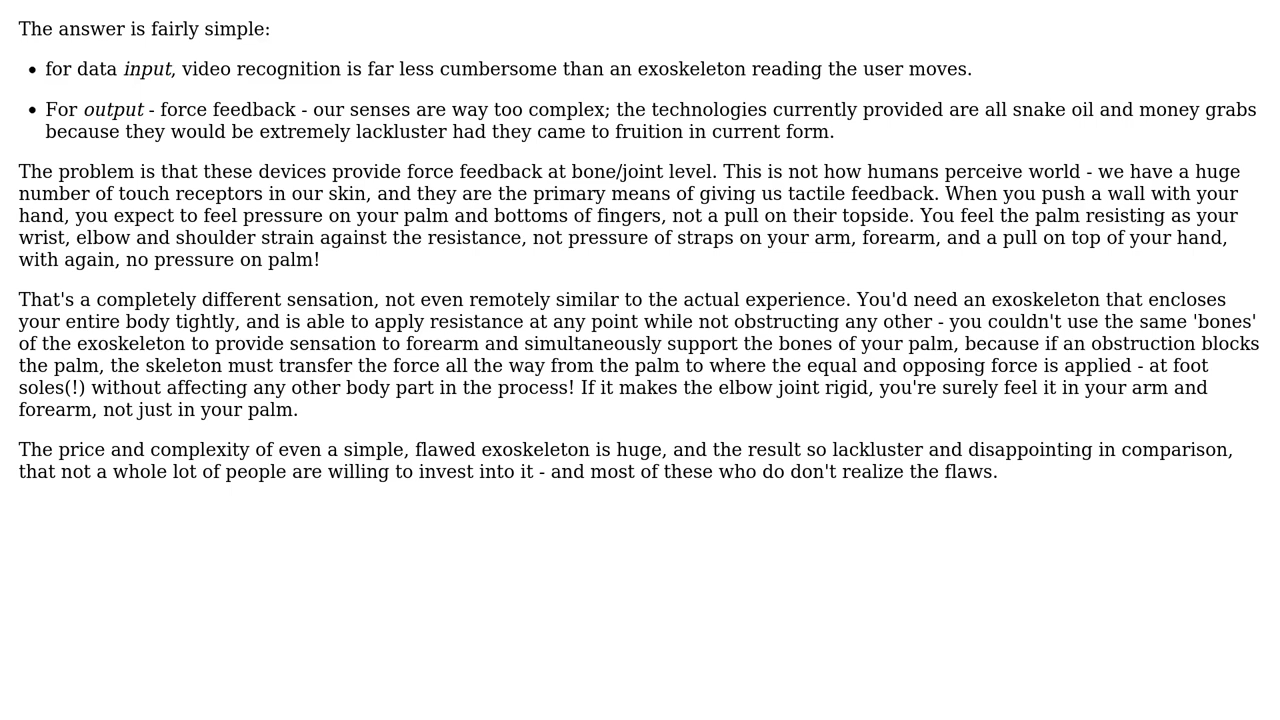 The answer is fairly simple:
• for data input, video recognition is far less cumbersome than an exoskeleton reading the user moves.
• For output - force feedback - our senses are way too complex; the technologies currently provided are all snake oil and money grabs
because they would be extremely lackluster had they came to fruition in current form.
The problem is that these devices provide force feedback at bone/joint level. This is not how humans perceive world - we have a huge
number of touch receptors in our skin, and they are the primary means of giving us tactile feedback. When you push a wall with your
hand, you expect to feel pressure on your palm and bottoms of fingers, not a pull on their topside. You feel the palm resisting as your
wrist, elbow and shoulder strain against the resistance, not pressure of straps on your arm, forearm, and a pull on top of your hand,
with again, no pressure on palm!
That's a completely different sensation, not even remotely similar to the actual experience. You'd need an exoskeleton that encloses
your entire body tightly, and is able to apply resistance at any point while not obstructing any other - you couldn't use the same 'bones'
of the exoskeleton to provide sensation to forearm and simultaneously support the bones of your palm, because if an obstruction blocks
the palm, the skeleton must transfer the force all the way from the palm to where the equal and opposing force is applied - at foot
soles(!) without affecting any other body part in the process! If it makes the elbow joint rigid, you're surely feel it in your arm and
forearm, not just in your palm.
The price and complexity of even a simple, flawed exoskeleton is huge, and the result so lackluster and disappointing in comparison,
that not a whole lot of people are willing to invest into it - and most of these who do don't realize the flaws.